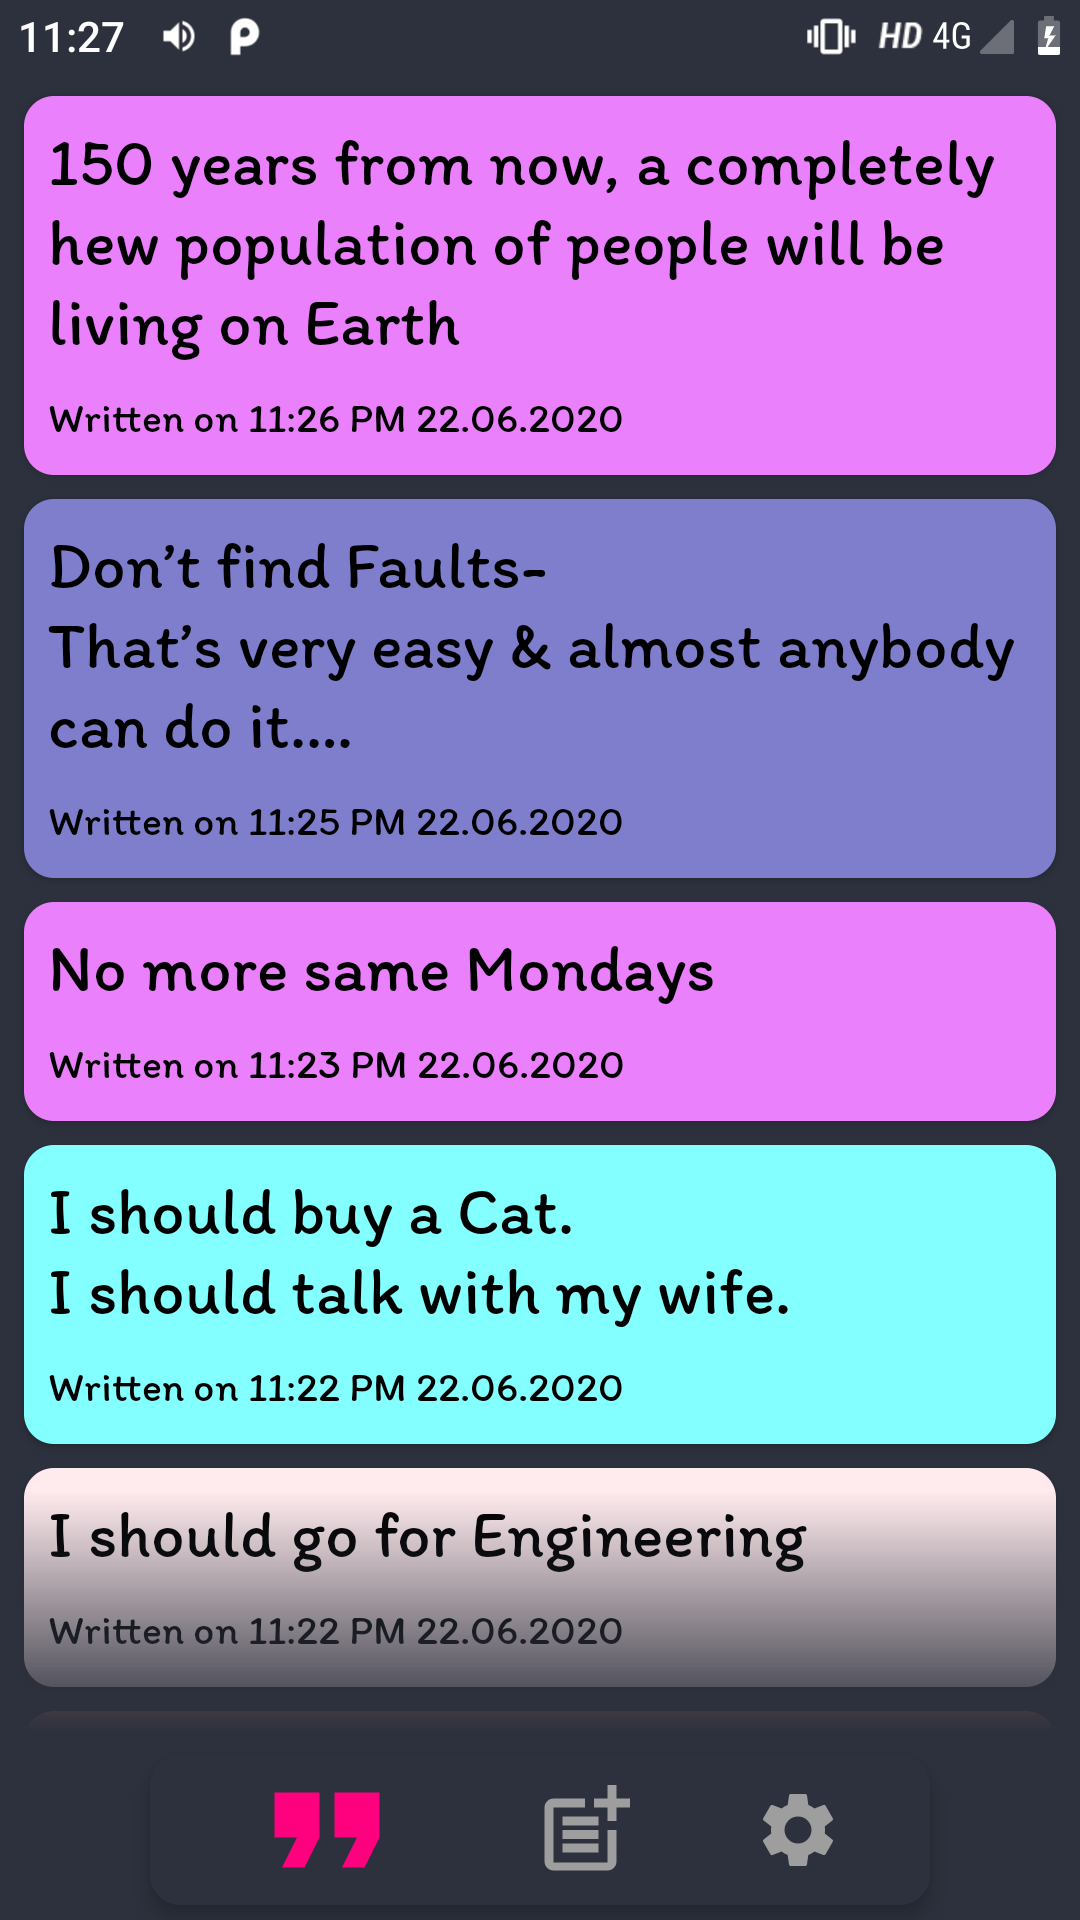 11:27 HD 4G
150 years from now, a completely
hew population of people will be
living on Earth
Written on 11:26 PM 22.06.2020
Don't find Faults-
That's very easy & almost anybody
can do it....
Written on 11:25 PM 22.06.2020
No more same Mondays
Written on 11:23 PM 22.06.2020
I should buy a Cat.
I should talk with my wife.
Written on 11:22 PM 22.06.2020
I should go for Engineering
Written on 11:22 PM 22.06.2020